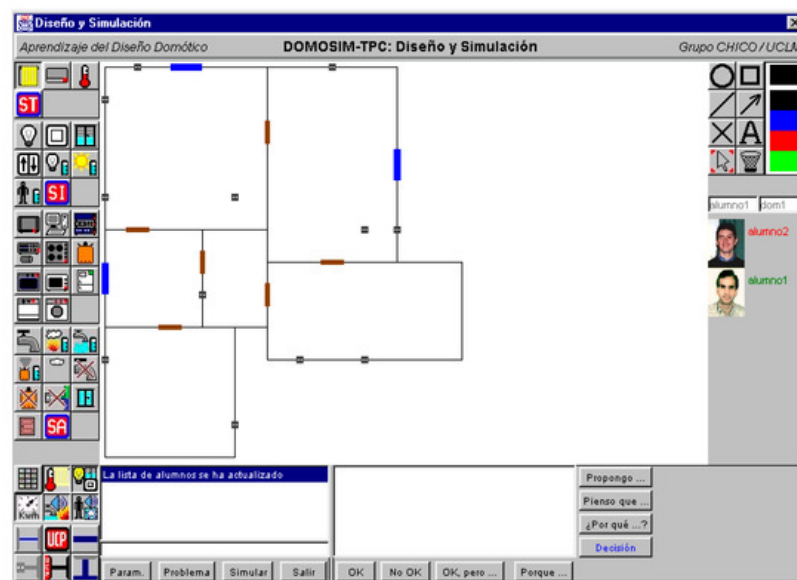 Diseño y Simulación
Aprendizaje del Diseño Domótico DOMOSIM-TPC: Diseño y Simulación Grupo CHICO / UCLM
ST
SI
A
alumno1 dom1
alumno2
alumno1
SA
La lista de alumnos se ha actualizado
Propongo ...
Pienso que ...
¿Por qué ...?
Decisión
Kwm
UCP
Param. Problema Simular Salir OK No OK OK, pero ... Porque ...